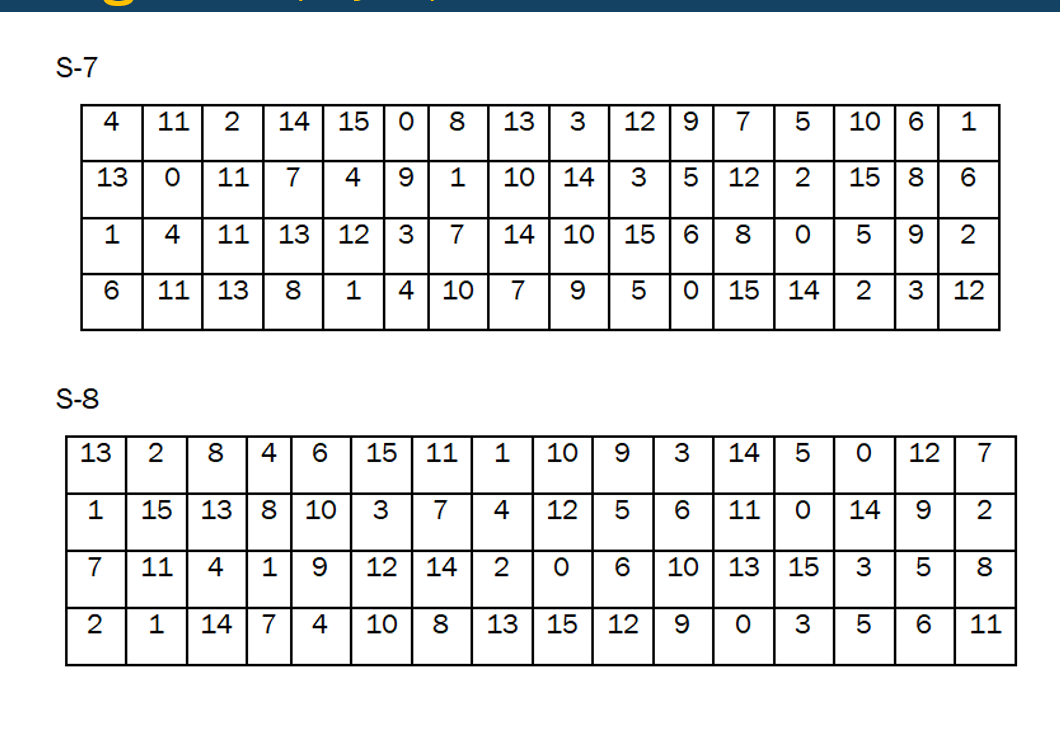 S-7
4 11 2 14 15 0 8 13 3 12 9 7 5 10 6 1
13 0 11 7 4 9 1 10 14 3 5 12 2 15 8 6
1 4 11 13 12 3 7 14 10 15 6 8 0 5 9 2
6 11 13 8 1 4 10 7 9 5 0 15 14 2 3 12
S-8
13 2 8 4 6 15 11 1 10 9 3 14 5 0 12 7
1 15 13 8 10 3 7 4 12 5 6 11 0 14 9 2
7 11 4 1 9 12 14 2 0 6 10 13 15 3 5 8
2 1 14 7 4 10 8 13 15 12 9 0 3 5 6 11